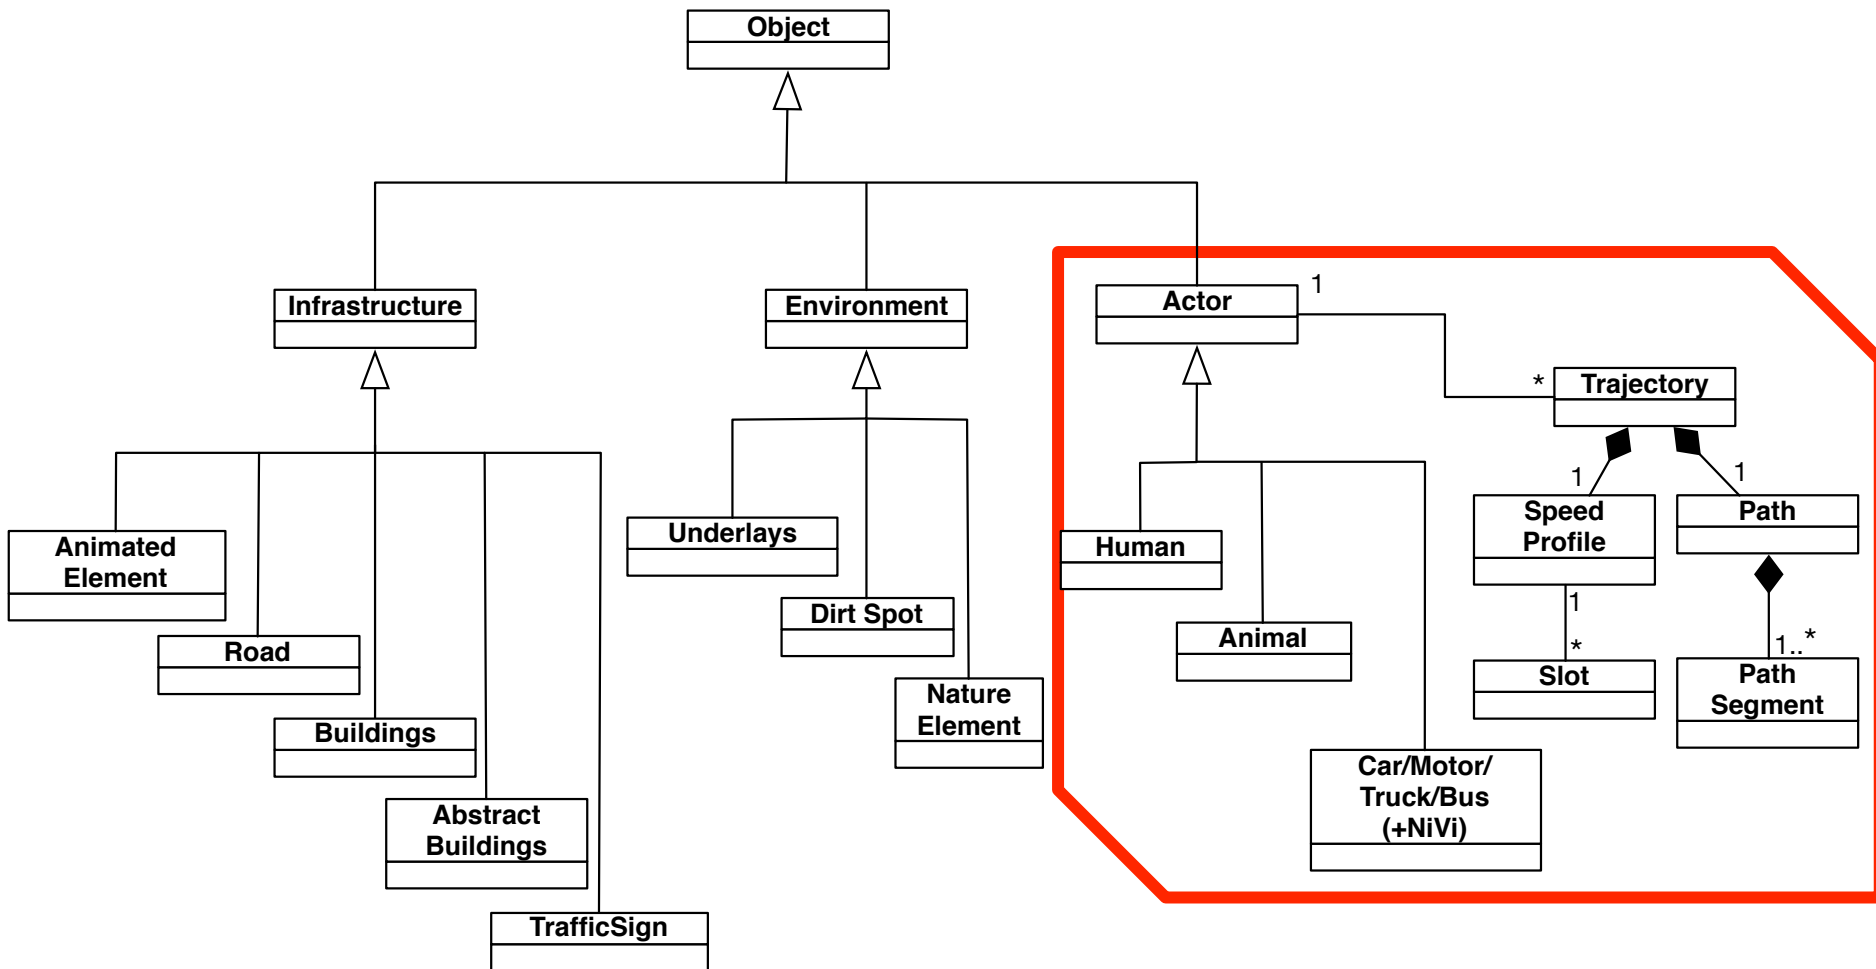 Object
Infrastructure
Environment
Actor
1
*
Trajectory
1
1
Speed
Profile
Path
Underlays
Human
Animated
Element
Dirt Spot
1
Animal
*
1..*
Road
Slot
Path
Segment
Nature
Element
Buildings
Car/Motor/
Truck/Bus
(+NiVi)
Abstract
Buildings
TrafficSign